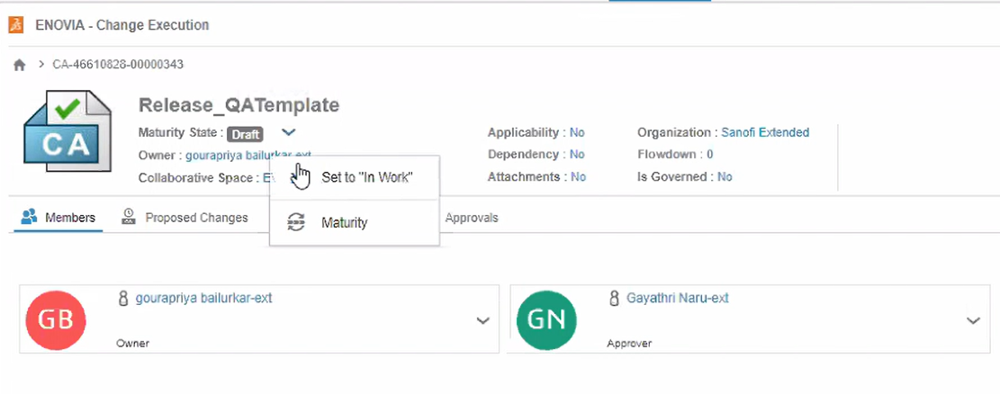 ENOVIA - Change Execution
CA-46610828-00000343
CA
Release_QATemplate
Maturity State : Draft
Applicability : No
Organization : Sanofi Extended
Owner : gourapriya bailurkar-ext
Dependency : No
Flowdown : 0
Collaborative Space :
Set to "In Work"
Attachments : No
Is Governed : No
Members
Proposed Changes
Maturity
Approvals
GB
gourapriya bailurkar-ext
Owner
GN
Gayathri Naru-ext
Approver